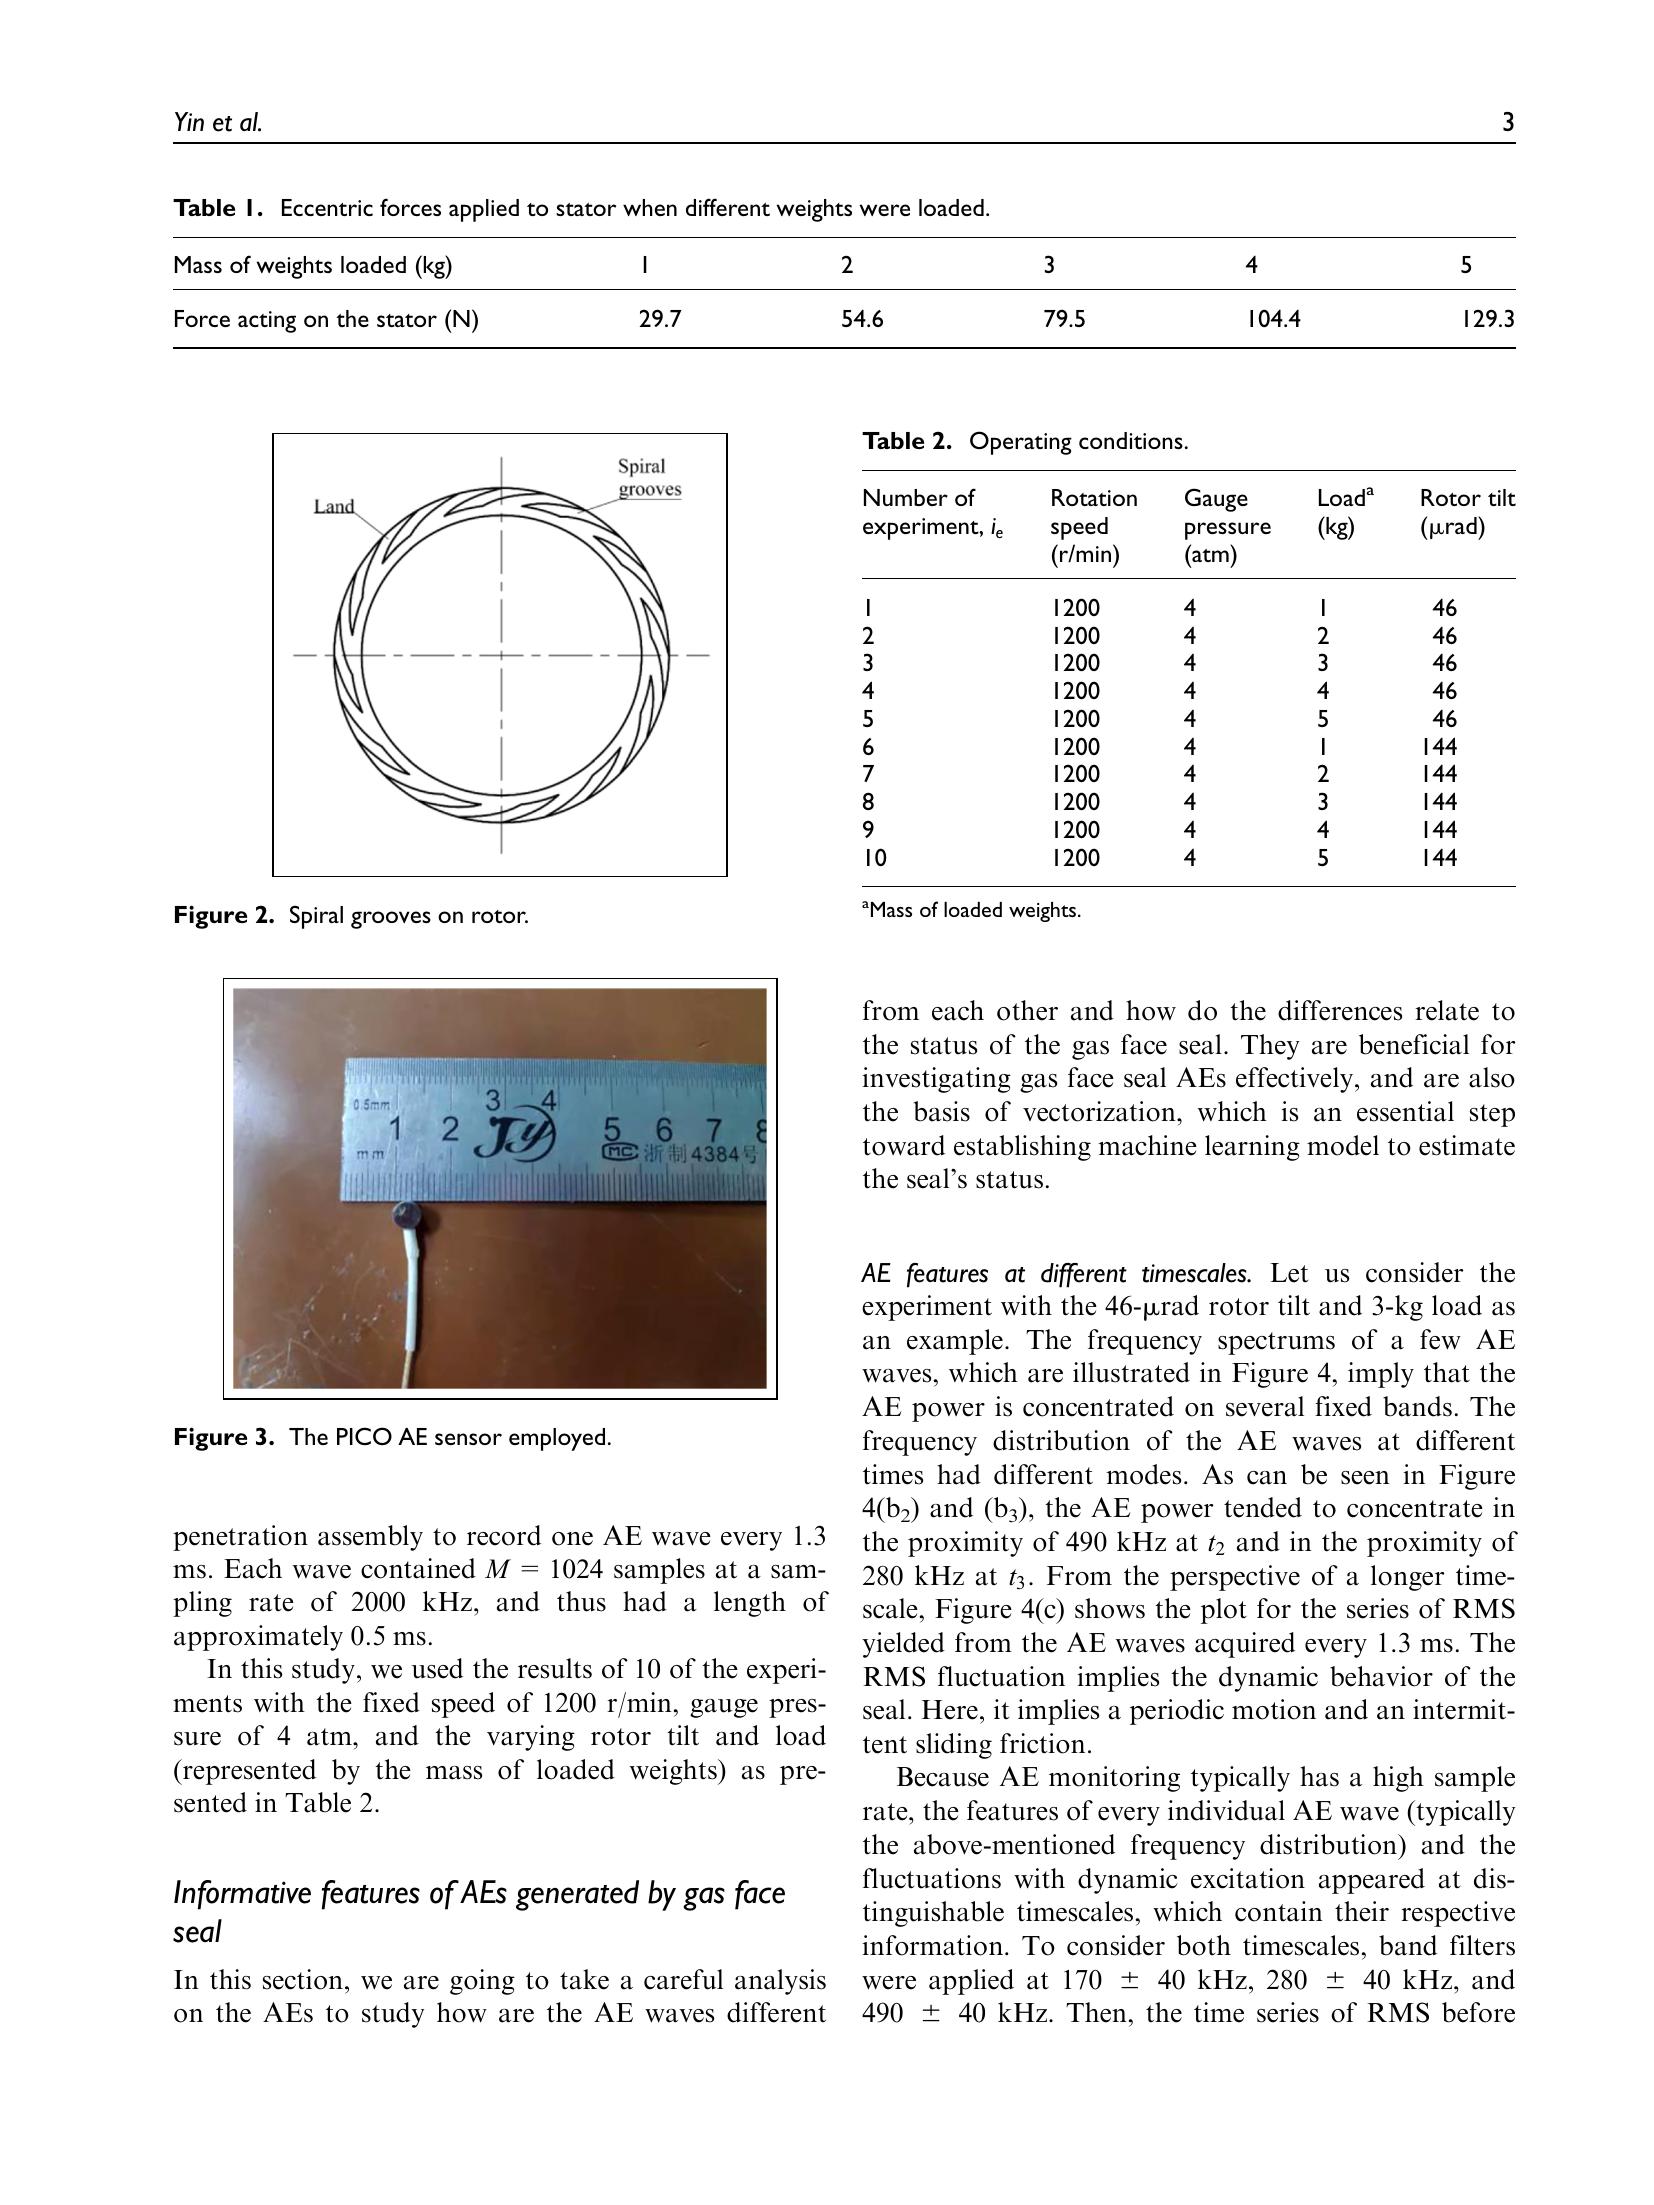 Yin et al.
3
Table 1. Eccentric forces applied to stator when different weights were loaded.
Mass of weights loaded (kg) 1 2 3 4 5
Force acting on the stator (N) 29.7 54.6 79.5 104.4 129.3
Spiral
grooves
Land
Figure 2. Spiral grooves on rotor.
0.5mm
3 4
1 2 JY 5 6 7 8
mm MC 浙制4384号
Figure 3. The PICO AE sensor employed.
penetration assembly to record one AE wave every 1.3
ms. Each wave contained M = 1024 samples at a sam-
pling rate of 2000 kHz, and thus had a length of
approximately 0.5 ms.
In this study, we used the results of 10 of the experi-
ments with the fixed speed of 1200 r/min, gauge pres-
sure of 4 atm, and the varying rotor tilt and load
(represented by the mass of loaded weights) as pre-
sented in Table 2.
Informative features of AEs generated by gas face
seal
In this section, we are going to take a careful analysis
on the AEs to study how are the AE waves different
Table 2. Operating conditions.
Number of Rotation Gauge Loadᵃ Rotor tilt
experiment, iₑ speed pressure (kg) (μrad)
(r/min) (atm)
1 1200 4 1 46
2 1200 4 2 46
3 1200 4 3 46
4 1200 4 4 46
5 1200 4 5 46
6 1200 4 1 144
7 1200 4 2 144
8 1200 4 3 144
9 1200 4 4 144
10 1200 4 5 144
ᵃMass of loaded weights.
from each other and how do the differences relate to
the status of the gas face seal. They are beneficial for
investigating gas face seal AEs effectively, and are also
the basis of vectorization, which is an essential step
toward establishing machine learning model to estimate
the seal's status.
AE features at different timescales. Let us consider the
experiment with the 46-μrad rotor tilt and 3-kg load as
an example. The frequency spectrums of a few AE
waves, which are illustrated in Figure 4, imply that the
AE power is concentrated on several fixed bands. The
frequency distribution of the AE waves at different
times had different modes. As can be seen in Figure
4(b₂) and (b₃), the AE power tended to concentrate in
the proximity of 490 kHz at t₂ and in the proximity of
280 kHz at t₃. From the perspective of a longer time-
scale, Figure 4(c) shows the plot for the series of RMS
yielded from the AE waves acquired every 1.3 ms. The
RMS fluctuation implies the dynamic behavior of the
seal. Here, it implies a periodic motion and an intermit-
tent sliding friction.
Because AE monitoring typically has a high sample
rate, the features of every individual AE wave (typically
the above-mentioned frequency distribution) and the
fluctuations with dynamic excitation appeared at dis-
tinguishable timescales, which contain their respective
information. To consider both timescales, band filters
were applied at 170 ± 40 kHz, 280 ± 40 kHz, and
490 ± 40 kHz. Then, the time series of RMS before